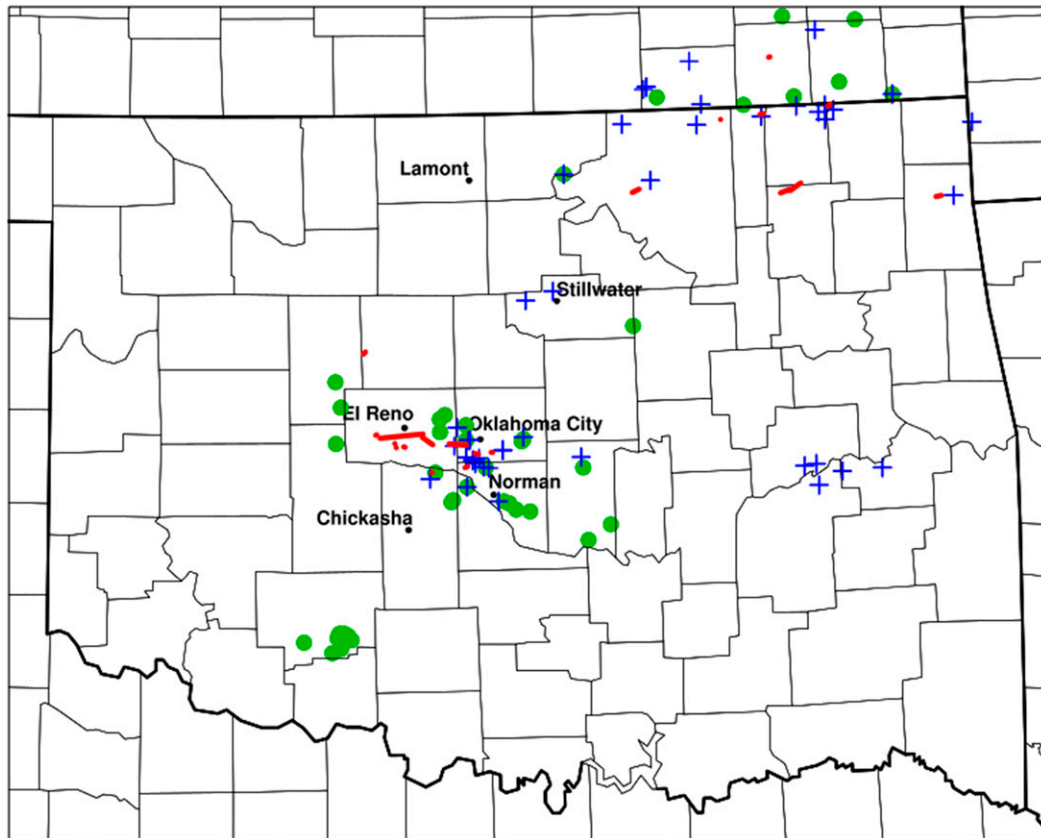 Lamont
Stillwater
El Reno
Oklahoma City
Norman
Chickasha